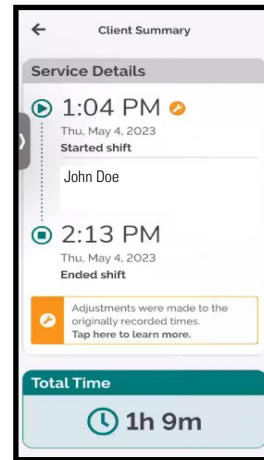 Client Summary
Service Details
1:04 PM
Thu, May 4, 2023
Started shift
John Doe
2:13 PM
Thu, May 4, 2023
Ended shift
Adjustments were made to the
originally recorded times.
Tap here to learn more.
Total Time
1h 9m